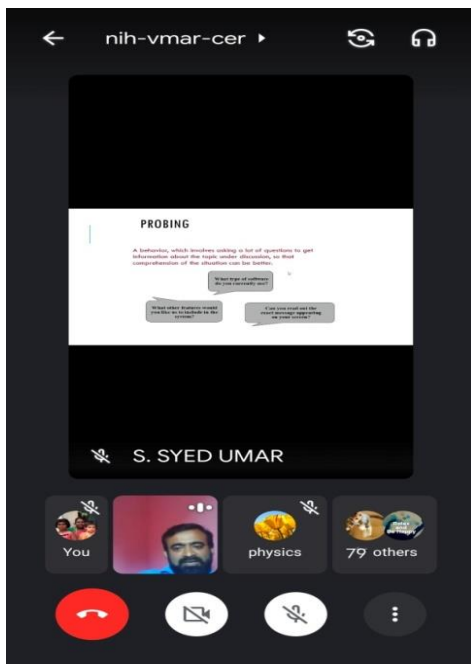 nih-vmar-cer
PROBING
A behavior, which involves asking a lot of questions to get
information about the topic under discussion, so that
comprehension of the situation can be better.
What type of software
do you currently use?
What other features would
you like us to include in the
system?
Can you read out the
exact message appearing
on your screen?
S. SYED UMAR
You
physics
79 others